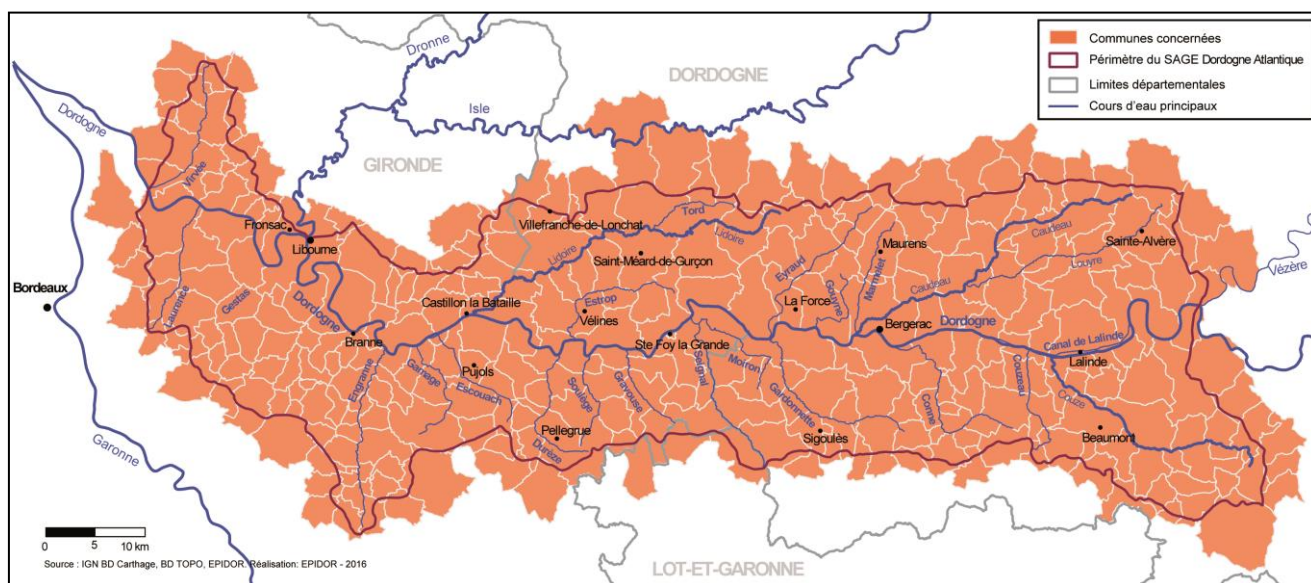 Communes concernées
Périmètre du SAGE Dordogne Atlantique
Limites départementales
Cours d'eau principaux
Dronne
DORDOGNE
Isle
Dordogne
GIRONDE
Virvée
Fronsac
Libourne
Villefranche-de-Lonchat
Tord
Lidoire
Lidoire
Saint-Méard-de-Gurçon
Maurens
Caudeau
Sainte-Alvère
Louyre
Vézère
Eyraud
Gouyne
Marmelet
Caudeau
Bordeaux
Laurence
Gestas
Dordogne
Castillon la Bataille
Estrop
Vélines
La Force
Bergerac
Dordogne
Branne
Ste Foy la Grande
Canal de Lalinde
Lalinde
Engranne
Gamage
Pujols
Escouach
Soulège
Gravouse
Seignal
Moiron
Gardonnette
Conne
Couzeau
Couze
Garonne
Pellegrue
Durèze
Sigoulès
Beaumont
0 5 10 km
LOT-ET-GARONNE
Source : IGN BD Carthage, BD TOPO, EPIDOR. Réalisation: EPIDOR - 2016